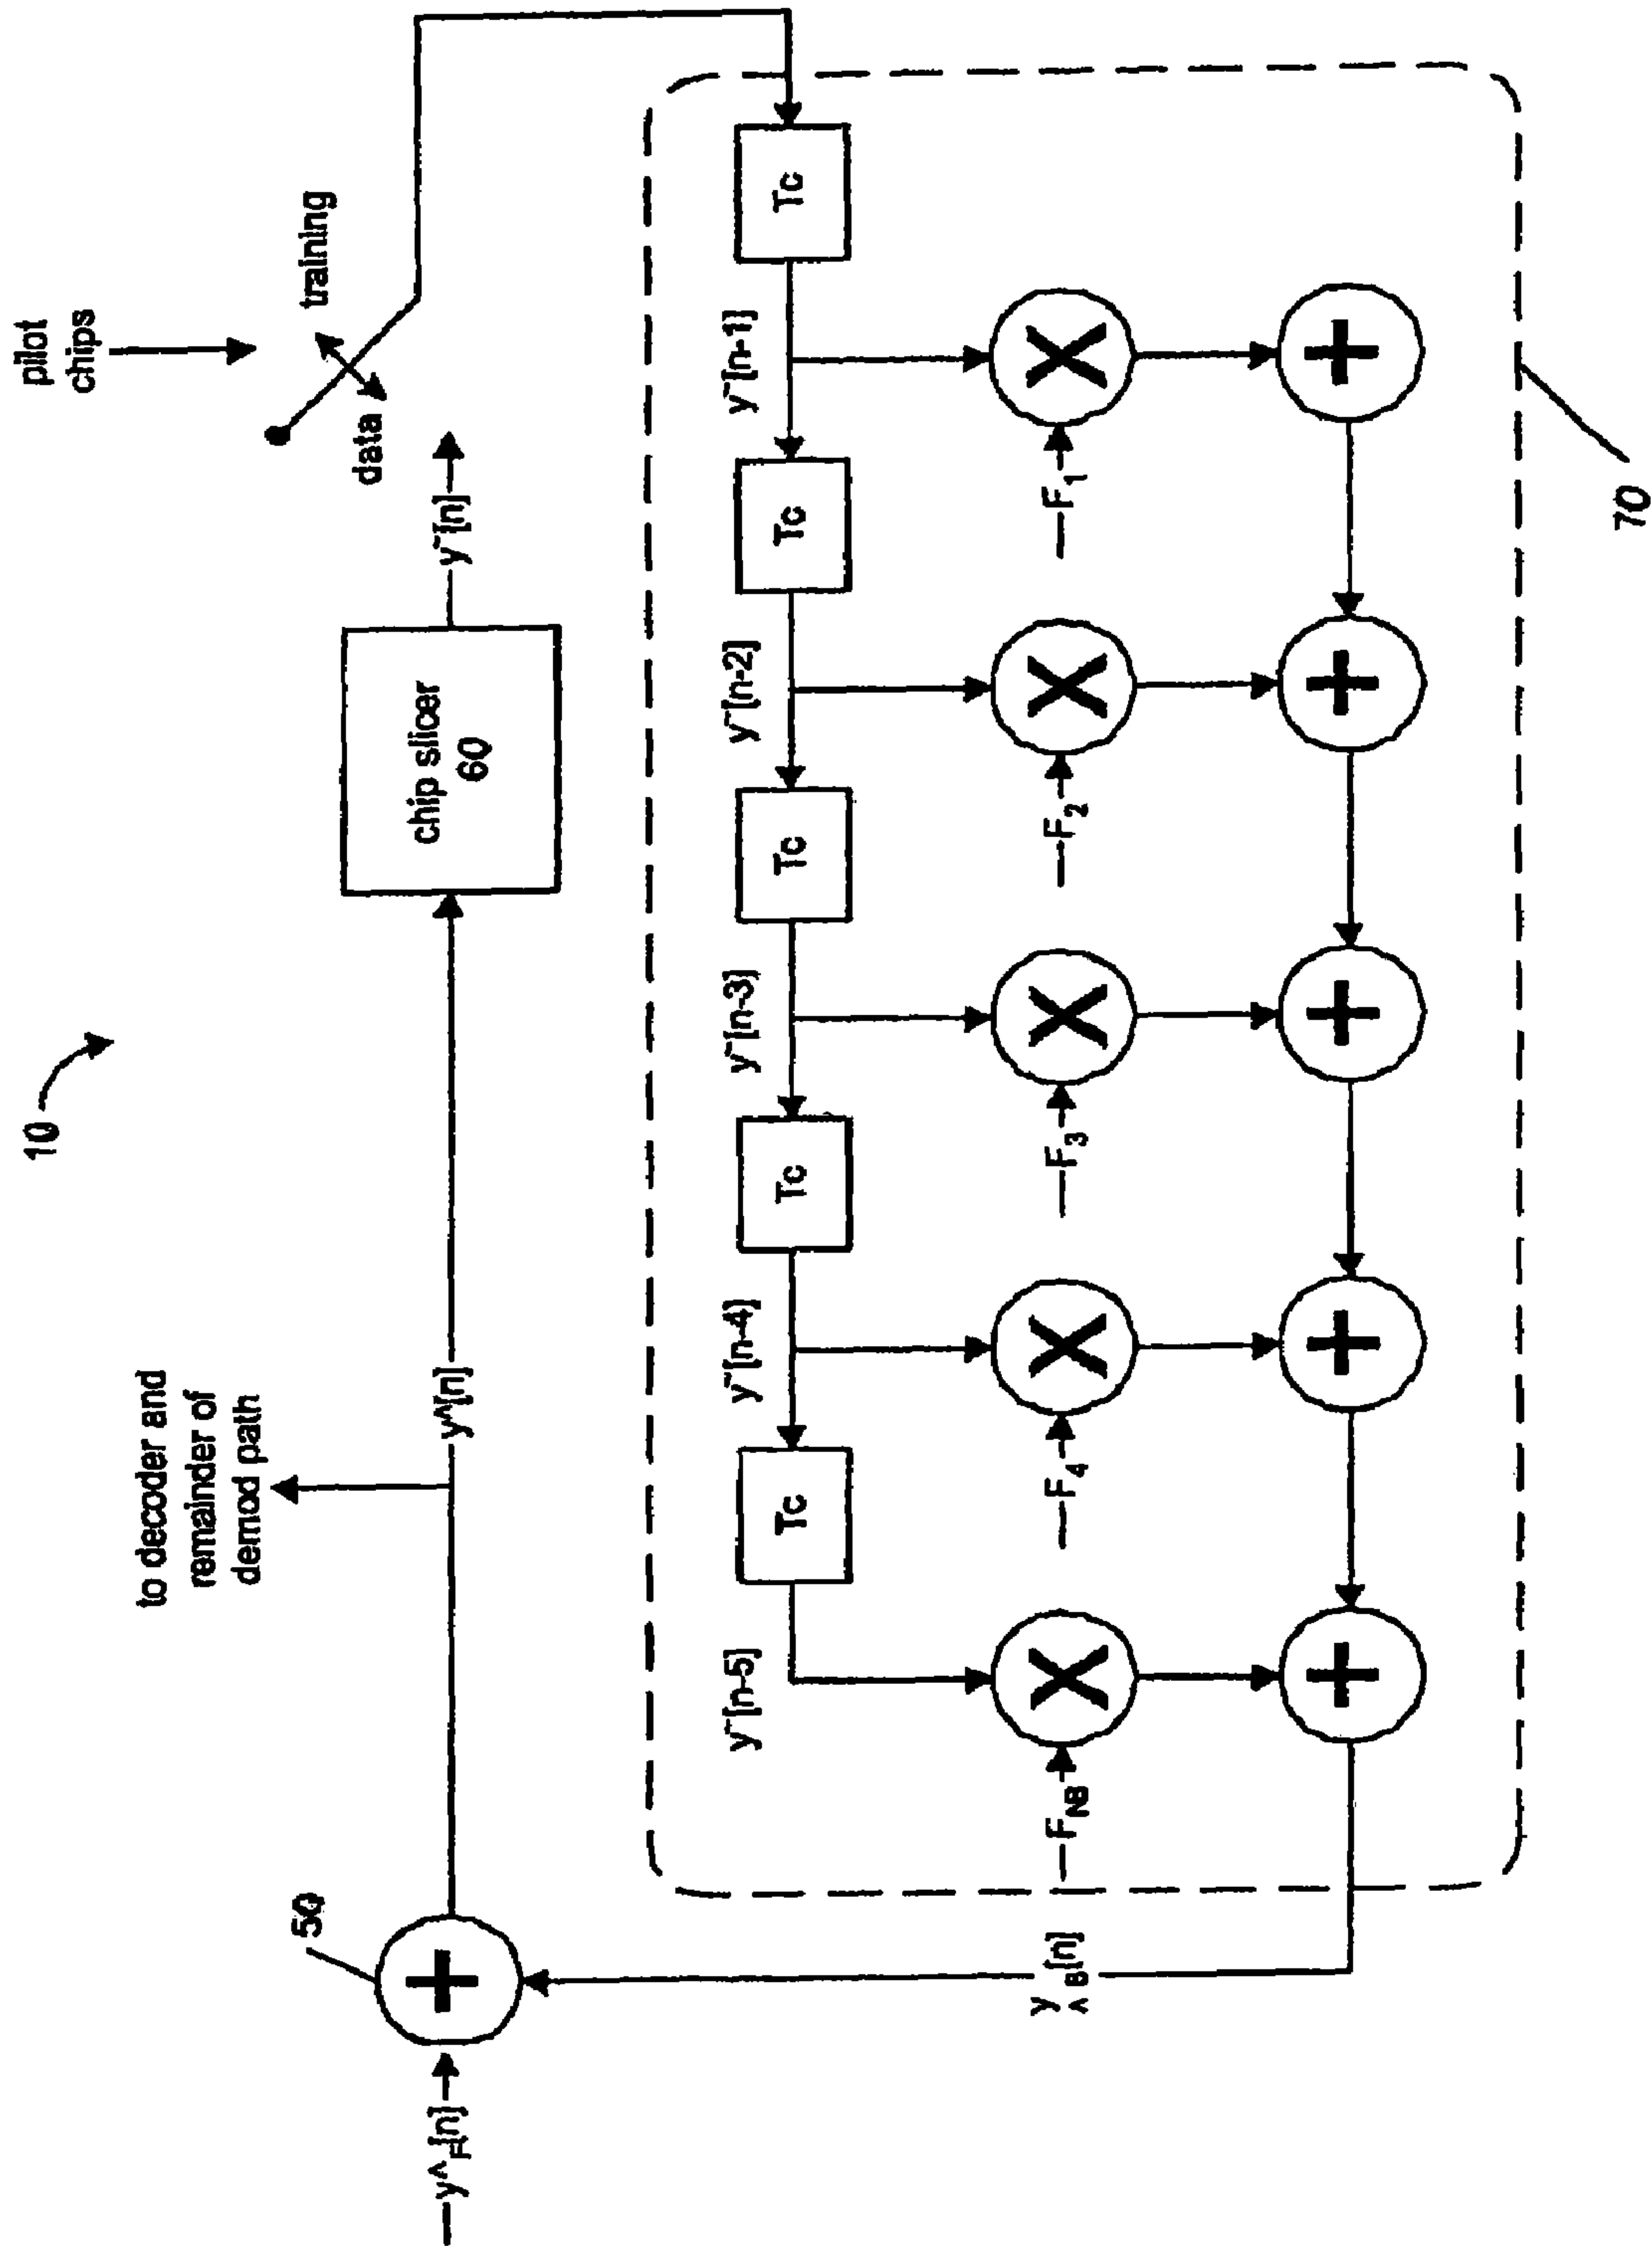 10
pilot
chips
training
data
to decoder and
remainder of
demod path
50
y^F[n]
y^[n]
chip slicer
60
y~[n]
y~[n-5]
y~[n-4]
y~[n-3]
y~[n-2]
y~[n-1]
Tc
Tc
Tc
Tc
Tc
FNB
F4
F3
F2
F1
X
X
X
X
X
+
+
+
+
+
+
y^B[n]
70